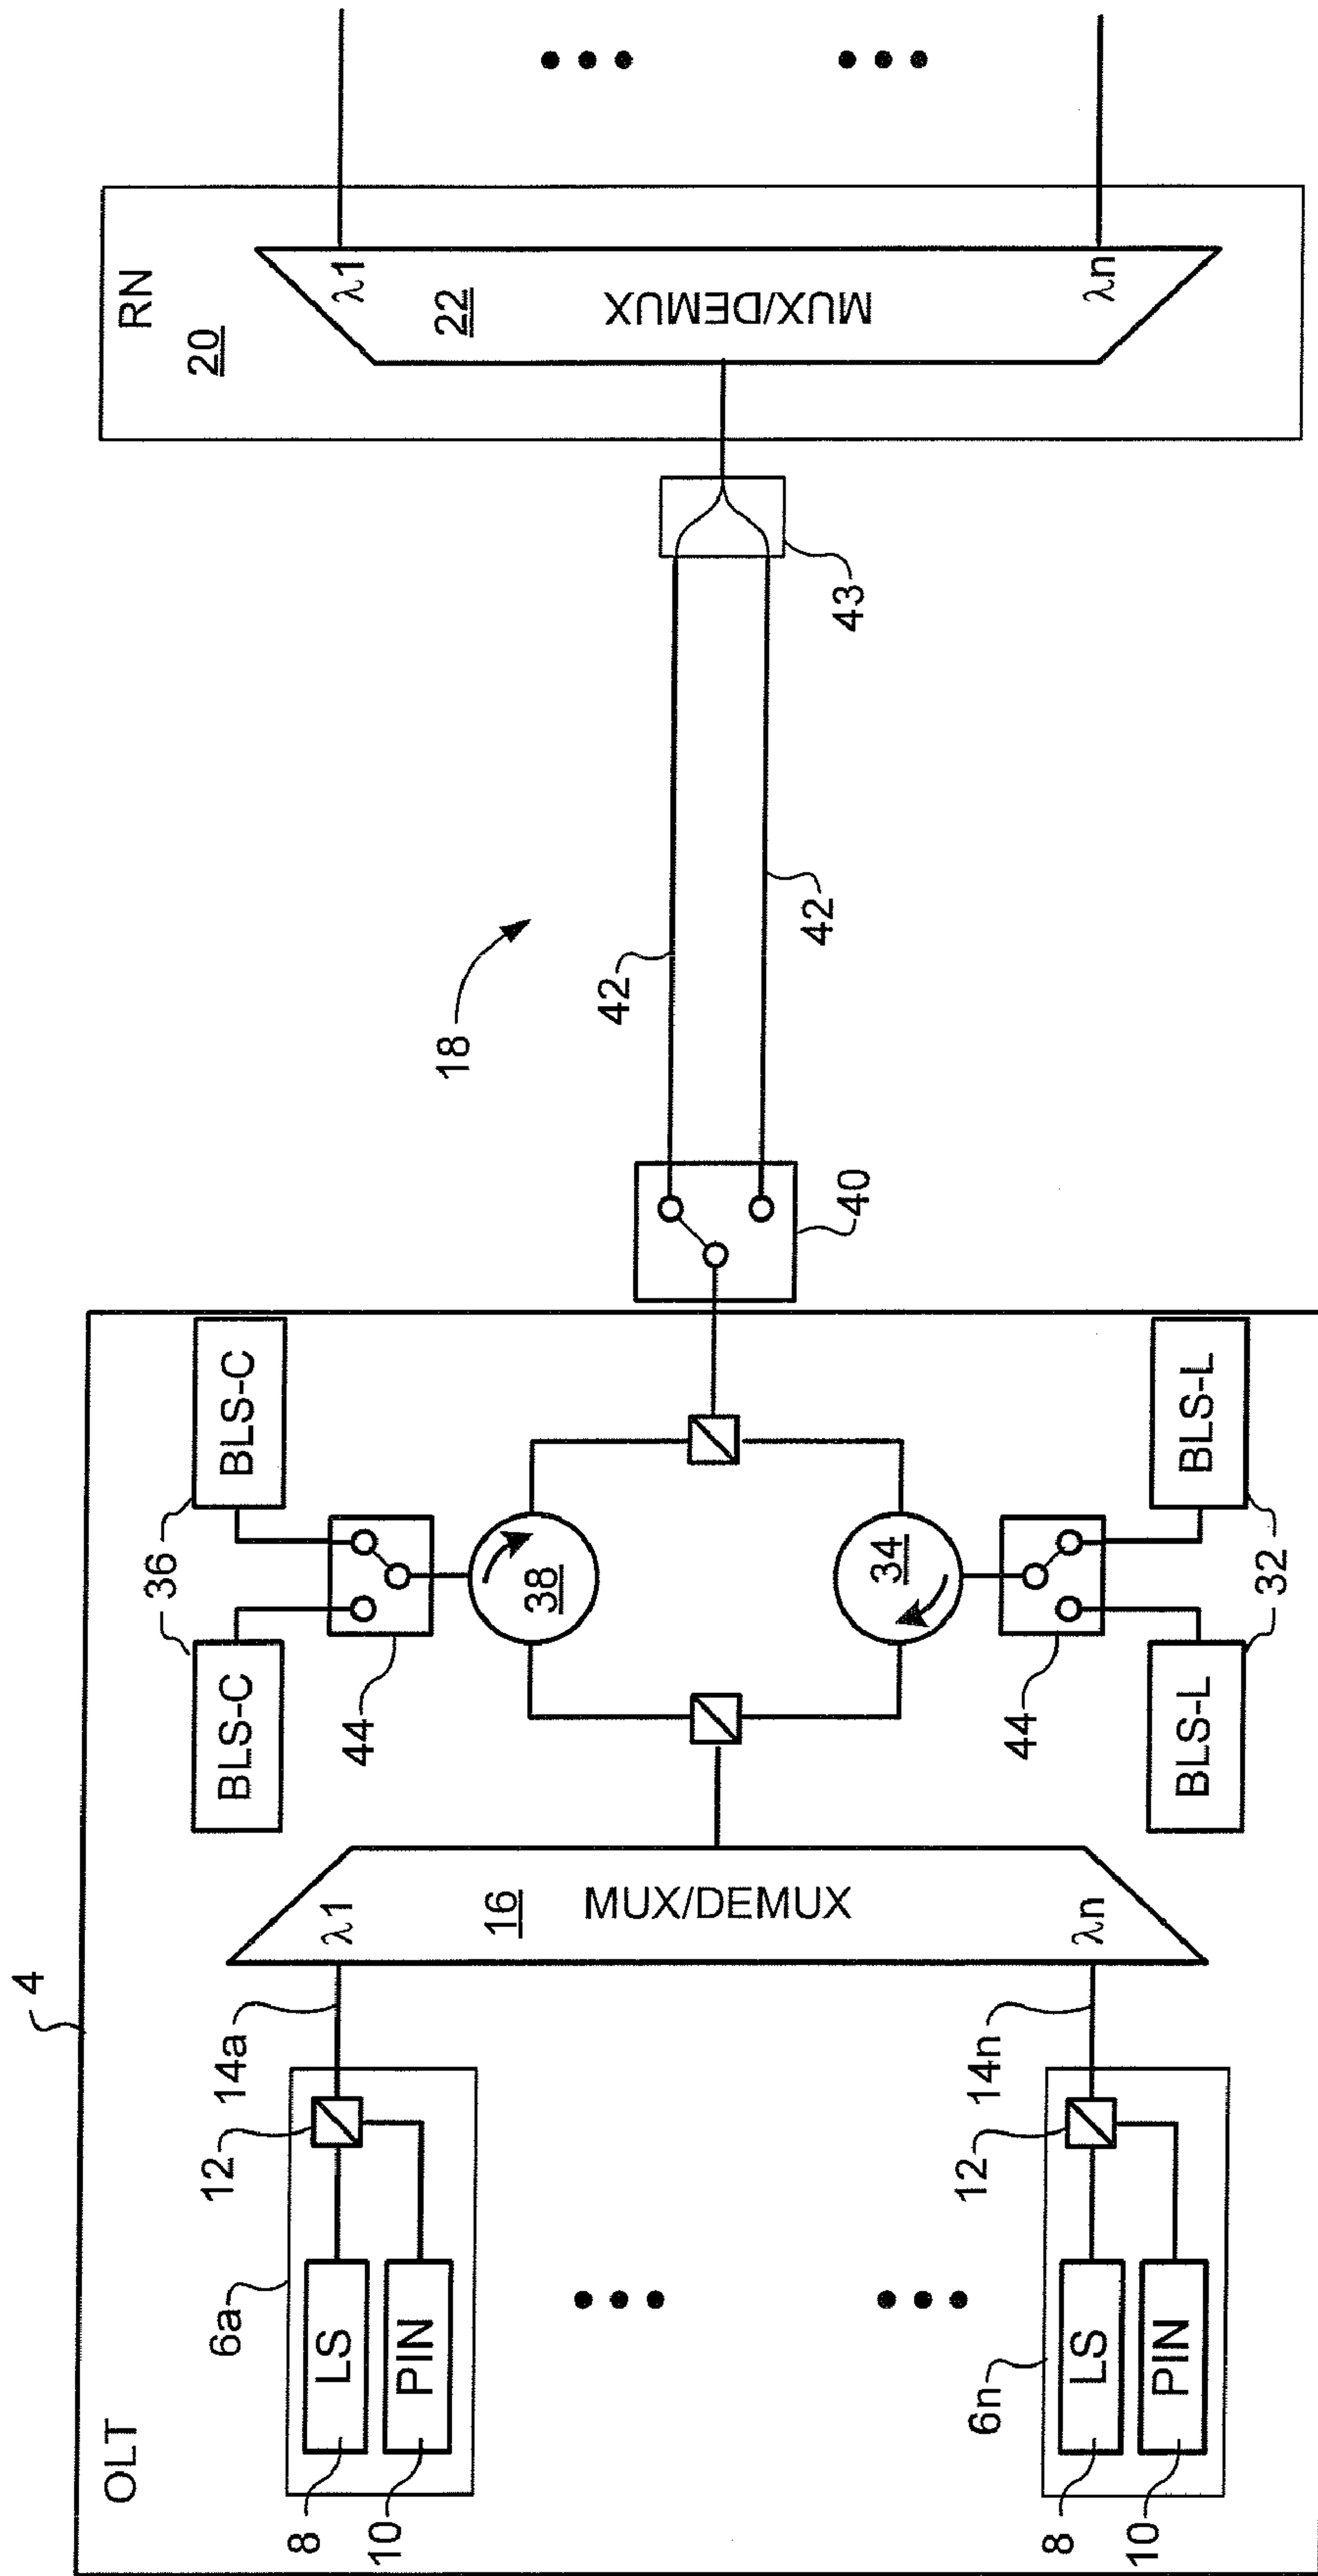 4
OLT
6a
LS
8
PIN
10
12
14a
λ1
16
MUX/DEMUX
λn
14n
12
6n
LS
8
PIN
10
BLS-C
BLS-C
36
44
38
34
44
BLS-L
BLS-L
32
40
18
42
42
43
RN
20
λ1
22
MUX/DEMUX
λn